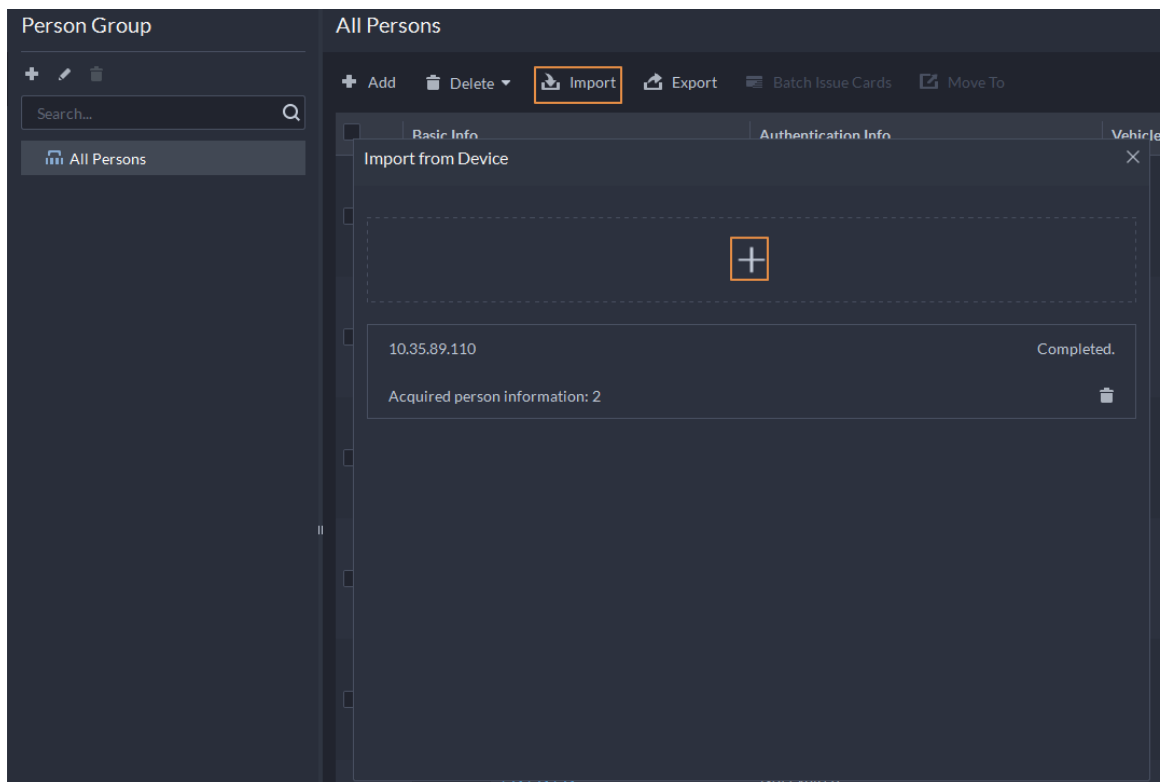 Person Group
Search...
All Persons
All Persons
Add
Delete
Import
Export
Batch Issue Cards
Move To
Basic Info
Authentication Info
Vehicle
Import from Device
10.35.89.110
Completed.
Acquired person information: 2